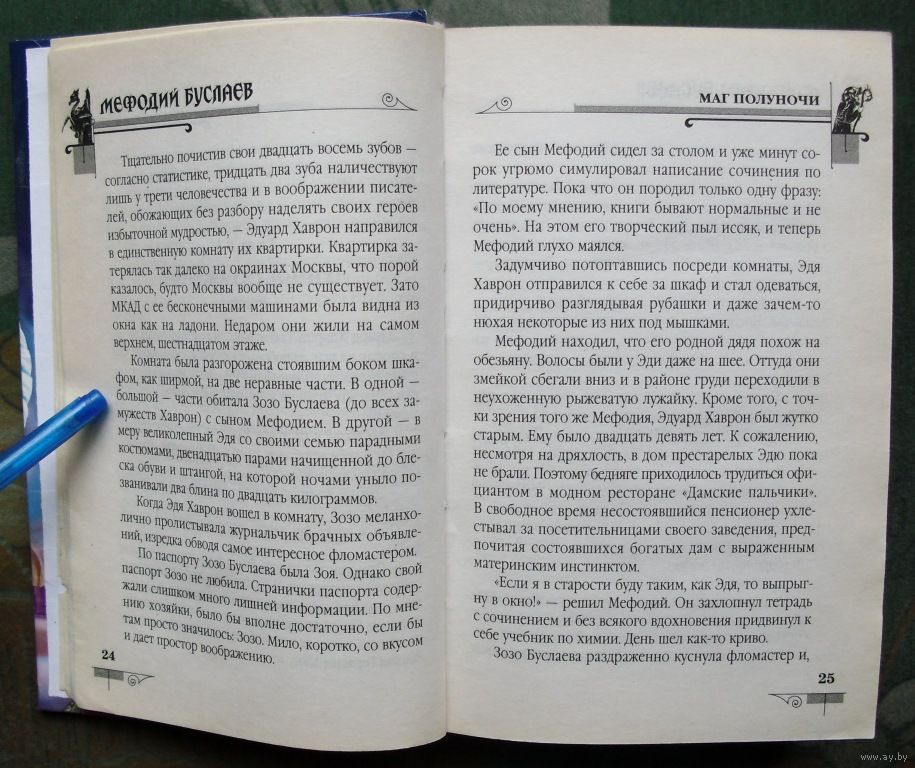 МЕФОДИЙ БУСЛАЕВ
Тщательно почистив свои двадцать восемь зубов —
согласно статистике, тридцать два зуба наличествуют
лишь у трети человечества и в воображении писате-
лей, обожающих без разбору наделять своих героев
избыточной мудростью, — Эдуард Хаврон направился
в единственную комнату их квартирки. Квартирка за-
терялась так далеко на окраинах Москвы, что порой
казалось, будто Москвы вообще не существует. Зато
МКАД с ее бесконечными машинами была видна из
окна как на ладони. Недаром они жили на самом
верхнем, шестнадцатом этаже.
Комната была разгорожена стоявшим боком шка-
фом, как ширмой, на две неравные части. В одной —
большой — части обитала Зозо Буслаева (до всех за-
мужеств Хаврон) с сыном Мефодием. В другой — в
меру великолепный Эдя со своими семью парадными
костюмами, двенадцатью парами начищенной до бле-
ска обуви и штангой, на которой ночами уныло по-
званивали два блина по двадцать килограммов.
Когда Эдя Хаврон вошел в комнату, Зозо меланхо-
лично пролистывала журнальчик брачных объявле-
ний, изредка обводя самое интересное фломастером.
По паспорту Зозо Буслаева была Зоя. Однако свой
паспорт Зозо не любила. Странички паспорта содер-
жали слишком много лишней информации. По мне-
нию хозяйки, было бы вполне достаточно, если бы
там просто значилось: Зозо. Мило, коротко, со вкусом
и дает простор воображению.
24
МАГ ПОЛУНОЧИ
Ее сын Мефодий сидел за столом и уже минут со-
рок угрюмо симулировал написание сочинения по
литературе. Пока что он породил только одну фразу:
«По моему мнению, книги бывают нормальные и не
очень». На этом его творческий пыл иссяк, и теперь
Мефодий глухо маялся.
Задумчиво потоптавшись посреди комнаты, Эдя
Хаврон отправился к себе за шкаф и стал одеваться,
придирчиво разглядывая рубашки и даже зачем-то
нюхая некоторые из них под мышками.
Мефодий находил, что его родной дядя похож на
обезьяну. Волосы были у Эди даже на шее. Оттуда они
змейкой сбегали вниз и в районе груди переходили в
неухоженную рыжеватую лужайку. Кроме того, с точ-
ки зрения того же Мефодия, Эдуард Хаврон был жутко
старым. Ему было двадцать девять лет. К сожалению,
несмотря на дряхлость, в дом престарелых Эдю пока
не брали. Поэтому бедняге приходилось трудиться офи-
циантом в модном ресторане «Дамские пальчики».
В свободное время несостоявшийся пенсионер ухле-
стывал за посетительницами своего заведения, пред-
почитая состоявшихся богатых дам с выраженным
материнским инстинктом.
«Если я в старости буду таким, как Эдя, то выпрыг-
ну в окно!» — решил Мефодий. Он захлопнул тетрадь
с сочинением и без всякого вдохновения придвинул к
себе учебник по химии. День шел как-то криво.
Зозо Буслаева раздраженно куснула фломастер и,
25
www.ay.by